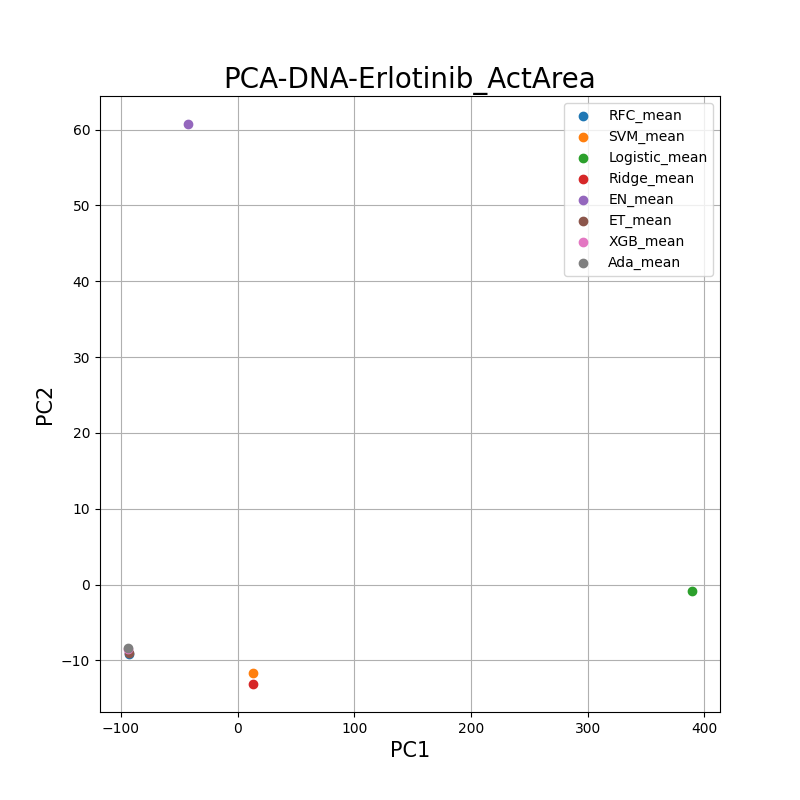 PCA-DNA-Erlotinib_ActArea
RFC_mean
SVM_mean
Logistic_mean
Ridge_mean
EN_mean
ET_mean
XGB_mean
Ada_mean
60
50
40
30
20
10
0
−10
PC2
−100 0 100 200 300 400
PC1